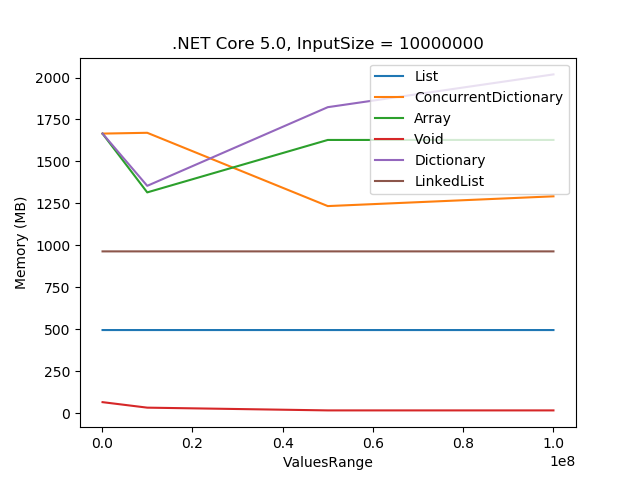 .NET Core 5.0, InputSize = 10000000
List
ConcurrentDictionary
Array
Void
Dictionary
LinkedList
Memory (MB)
2000
1750
1500
1250
1000
750
500
250
0
0.0 0.2 0.4 0.6 0.8 1.0
1e8
ValuesRange